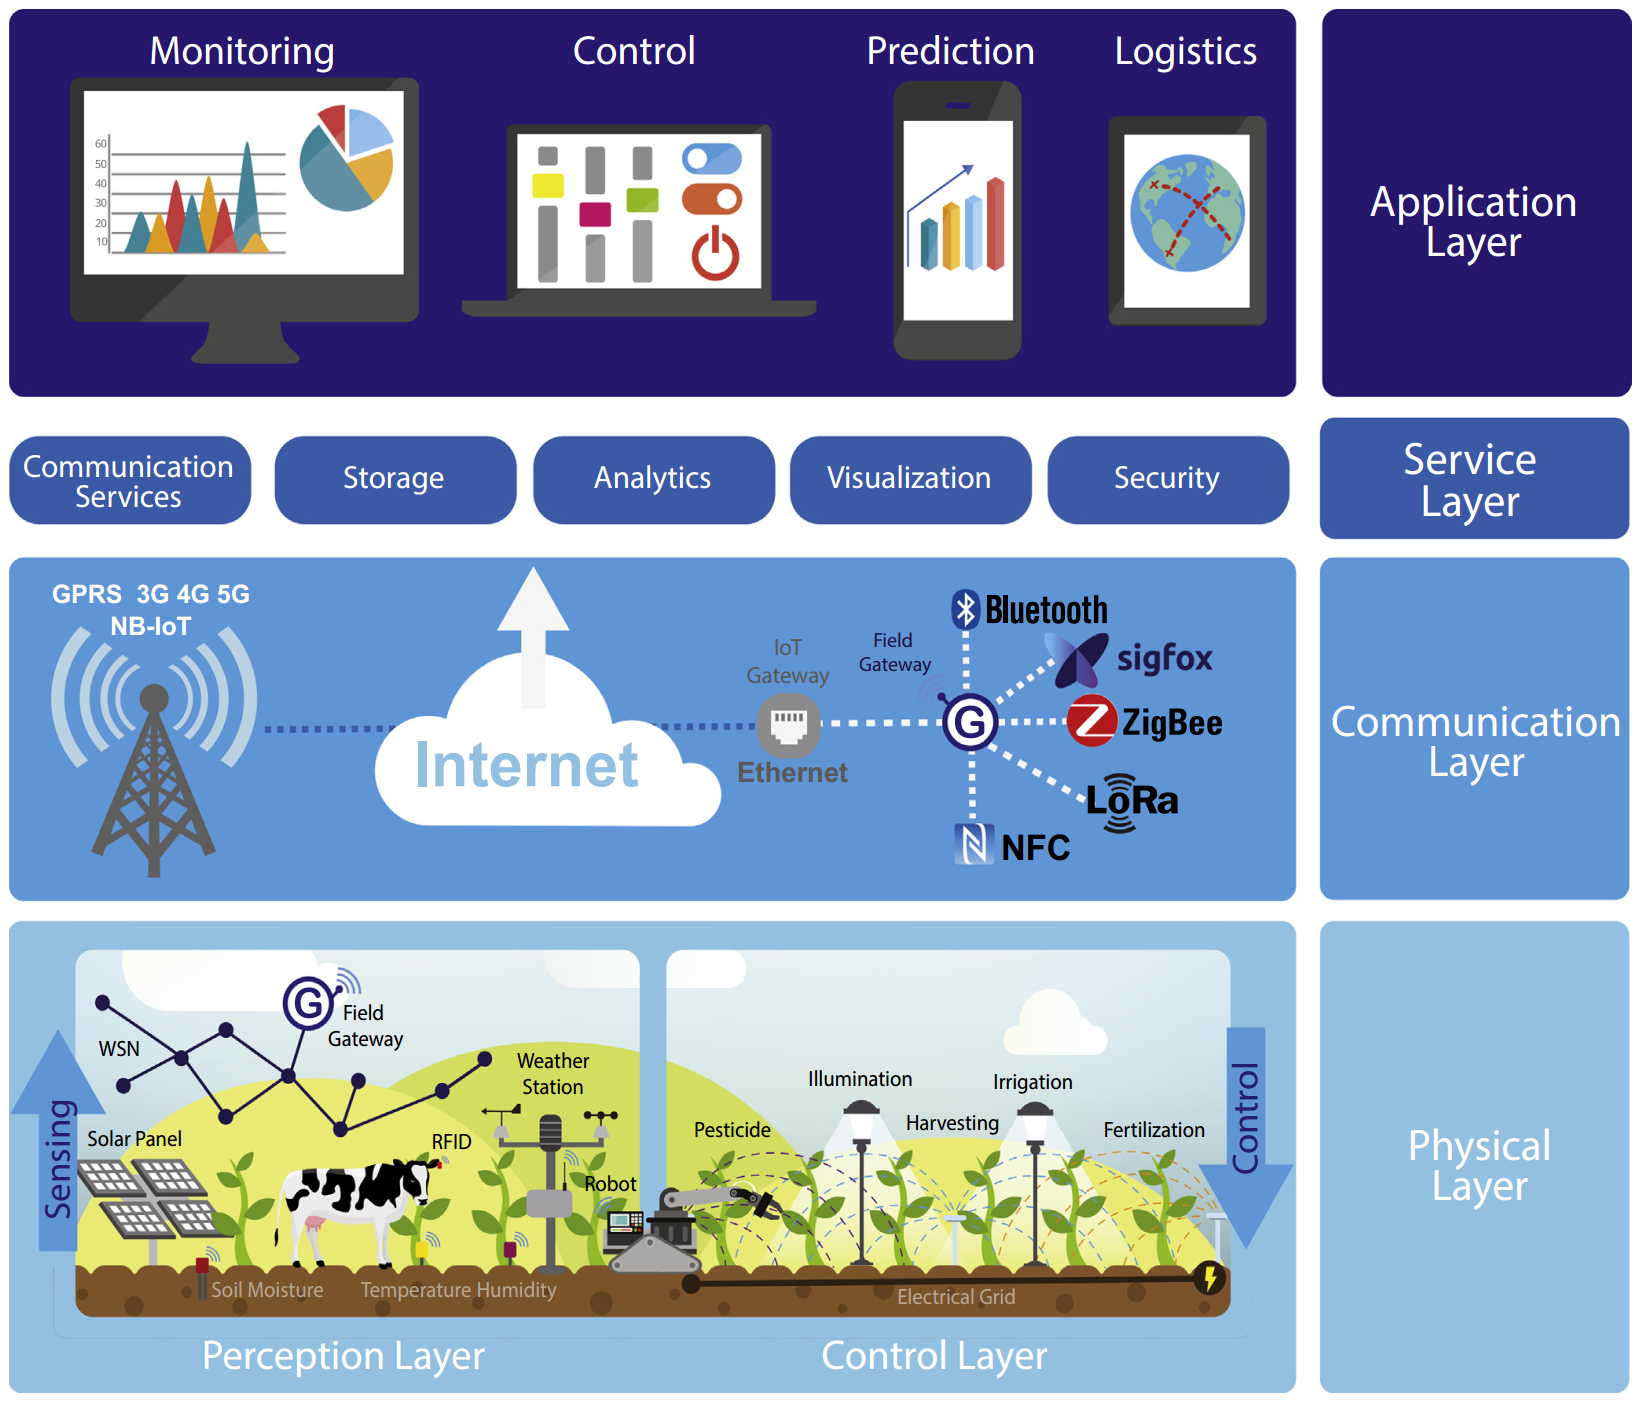 Monitoring
Control
Prediction
Logistics
60
50
40
30
20
10
Application
Layer
Communication
Services
Storage
Analytics
Visualization
Security
Service
Layer
GPRS 3G 4G 5G
NB-IoT
Internet
IoT
Gateway
Ethernet
Field
Gateway
G
Bluetooth
sigfox
ZigBee
LoRa
NFC
Communication
Layer
Sensing
WSN
G
Field
Gateway
Weather
Station
Solar Panel
RFID
Robot
Soil Moisture
Temperature Humidity
Perception Layer
Pesticide
Illumination
Harvesting
Irrigation
Fertilization
Electrical Grid
Control
Control Layer
Physical
Layer